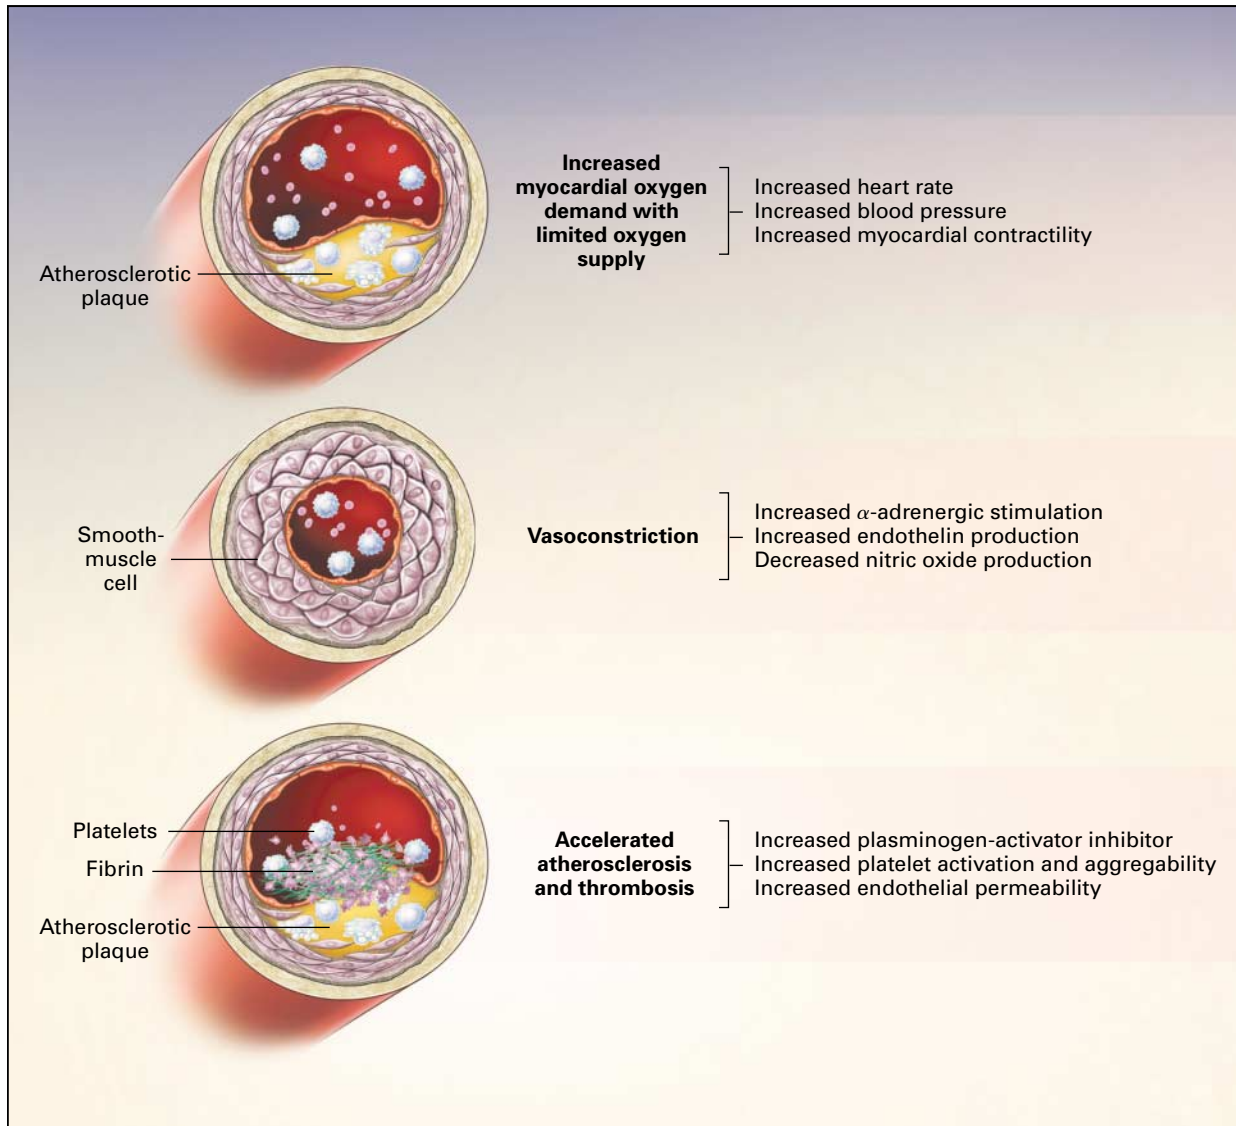 Atherosclerotic
plaque
Increased
myocardial oxygen
demand with
limited oxygen
supply
Increased heart rate
Increased blood pressure
Increased myocardial contractility
Smooth-
muscle
cell
Vasoconstriction
Increased α-adrenergic stimulation
Increased endothelin production
Decreased nitric oxide production
Platelets
Fibrin
Atherosclerotic
plaque
Accelerated
atherosclerosis
and thrombosis
Increased plasminogen-activator inhibitor
Increased platelet activation and aggregability
Increased endothelial permeability